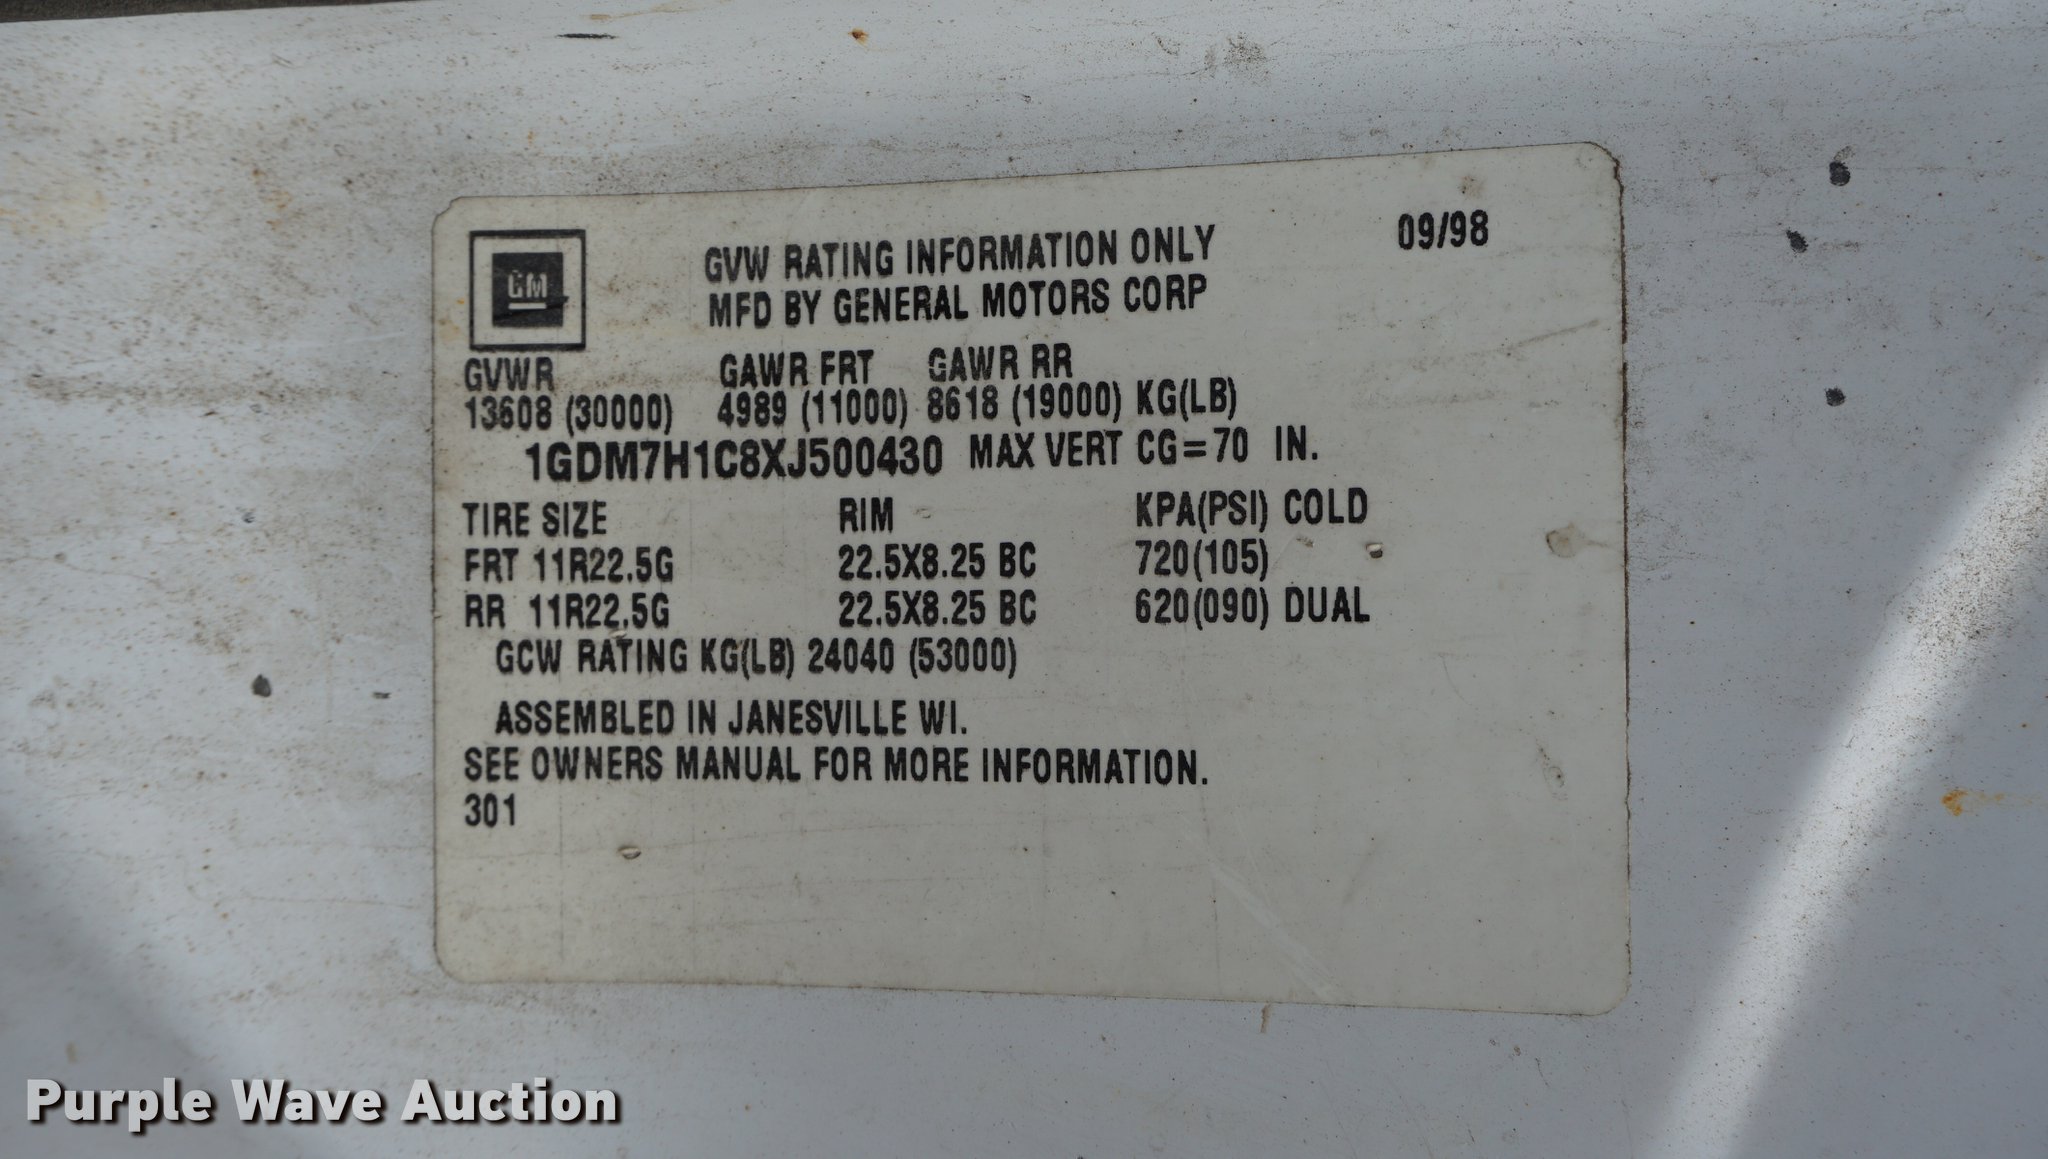 09/98
GM
GVW RATING INFORMATION ONLY
MFD BY GENERAL MOTORS CORP
GVWR GAWR FRT GAWR RR
13608 (30000) 4989 (11000) 8618 (19000) KG(LB)
1GDM7H1C8XJ500430 MAX VERT CG=70 IN.
TIRE SIZE RIM KPA(PSI) COLD
FRT 11R22.5G 22.5X8.25 BC 720(105)
RR 11R22.5G 22.5X8.25 BC 620(090) DUAL
GCW RATING KG(LB) 24040 (53000)
ASSEMBLED IN JANESVILLE WI.
SEE OWNERS MANUAL FOR MORE INFORMATION.
301
Purple Wave Auction